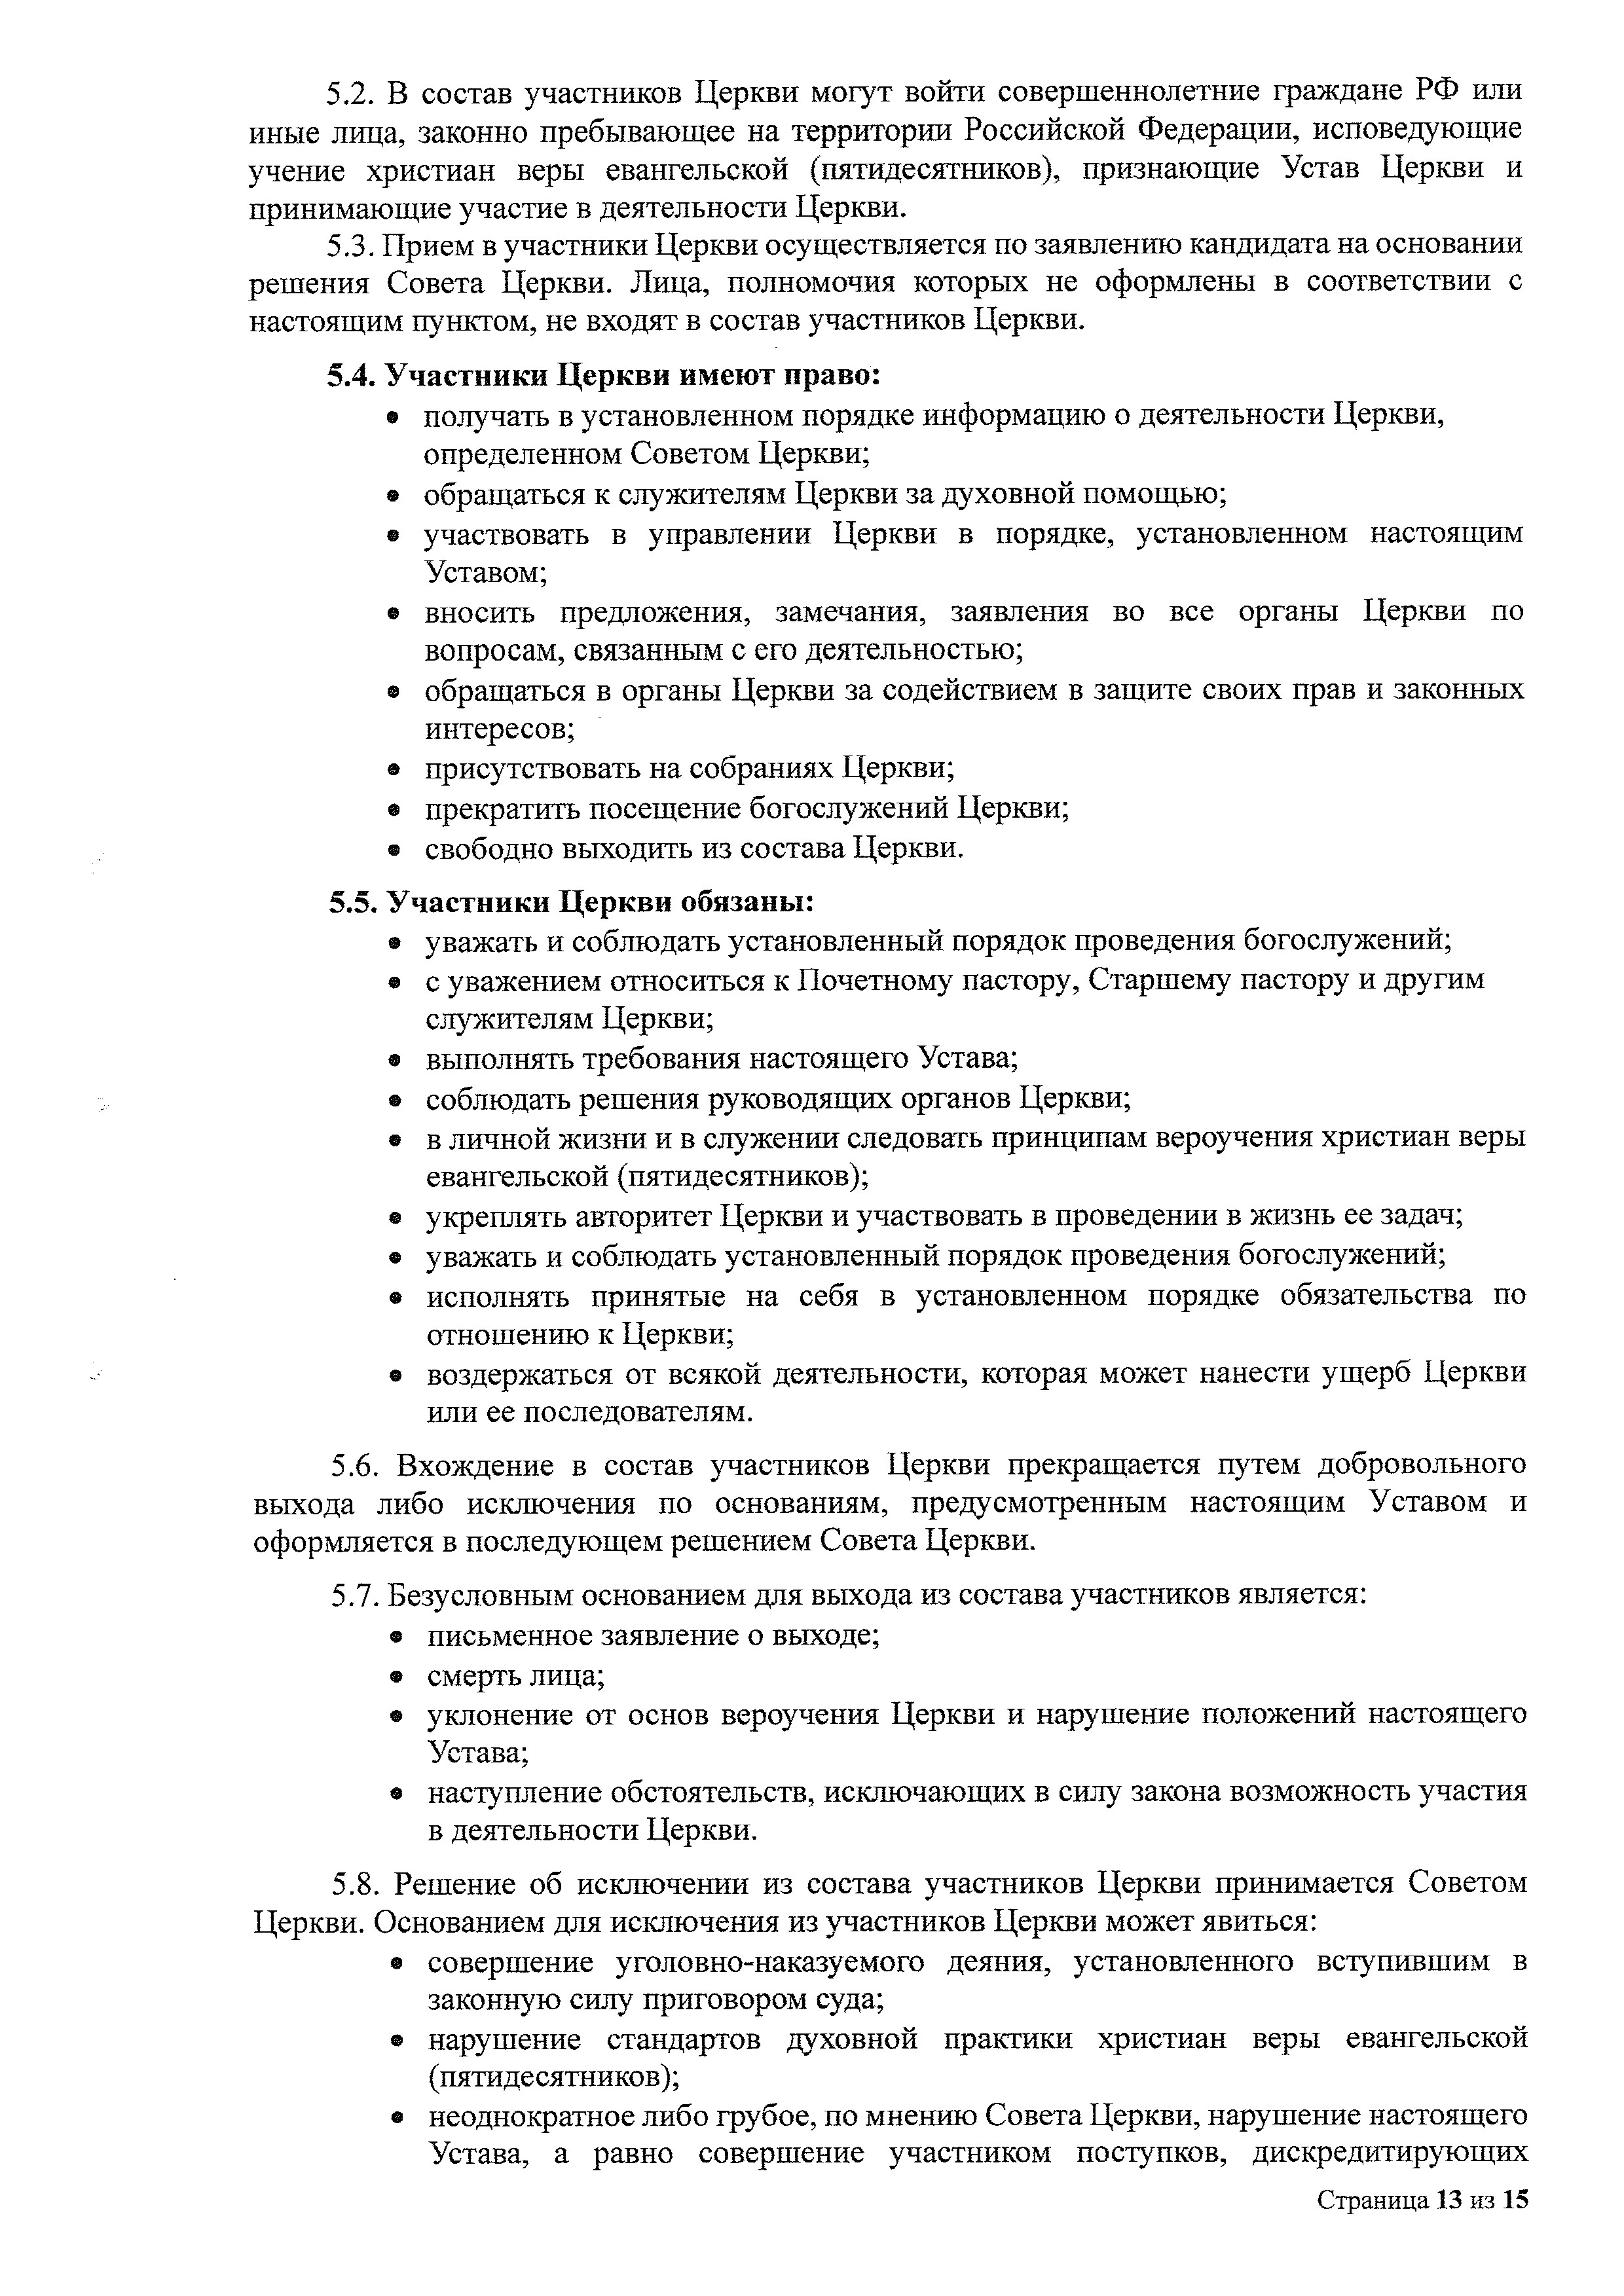 5.2. В состав участников Церкви могут войти совершеннолетние граждане РФ или
иные лица, законно пребывающее на территории Российской Федерации, исповедующие
учение христиан веры евангельской (пятидесятников), признающие Устав Церкви и
принимающие участие в деятельности Церкви.
5.3. Прием в участники Церкви осуществляется по заявлению кандидата на основании
решения Совета Церкви. Лица, полномочия которых не оформлены в соответствии с
настоящим пунктом, не входят в состав участников Церкви.
5.4. Участники Церкви имеют право:
• получать в установленном порядке информацию о деятельности Церкви,
определенном Советом Церкви;
• обращаться к служителям Церкви за духовной помощью;
• участвовать в управлении Церкви в порядке, установленном настоящим
Уставом;
• вносить предложения, замечания, заявления во все органы Церкви по
вопросам, связанным с его деятельностью;
• обращаться в органы Церкви за содействием в защите своих прав и законных
интересов;
• присутствовать на собраниях Церкви;
• прекратить посещение богослужений Церкви;
• свободно выходить из состава Церкви.
5.5. Участники Церкви обязаны:
• уважать и соблюдать установленный порядок проведения богослужений;
• с уважением относиться к Почетному пастору, Старшему пастору и другим
служителям Церкви;
• выполнять требования настоящего Устава;
• соблюдать решения руководящих органов Церкви;
• в личной жизни и в служении следовать принципам вероучения христиан веры
евангельской (пятидесятников);
• укреплять авторитет Церкви и участвовать в проведении в жизнь ее задач;
• уважать и соблюдать установленный порядок проведения богослужений;
• исполнять принятые на себя в установленном порядке обязательства по
отношению к Церкви;
• воздержаться от всякой деятельности, которая может нанести ущерб Церкви
или ее последователям.
5.6. Вхождение в состав участников Церкви прекращается путем добровольного
выхода либо исключения по основаниям, предусмотренным настоящим Уставом и
оформляется в последующем решением Совета Церкви.
5.7. Безусловным основанием для выхода из состава участников является:
• письменное заявление о выходе;
• смерть лица;
• уклонение от основ вероучения Церкви и нарушение положений настоящего
Устава;
• наступление обстоятельств, исключающих в силу закона возможность участия
в деятельности Церкви.
5.8. Решение об исключении из состава участников Церкви принимается Советом
Церкви. Основанием для исключения из участников Церкви может явиться:
• совершение уголовно-наказуемого деяния, установленного вступившим в
законную силу приговором суда;
• нарушение стандартов духовной практики христиан веры евангельской
(пятидесятников);
• неоднократное либо грубое, по мнению Совета Церкви, нарушение настоящего
Устава, а равно совершение участником поступков, дискредитирующих
Страница 13 из 15